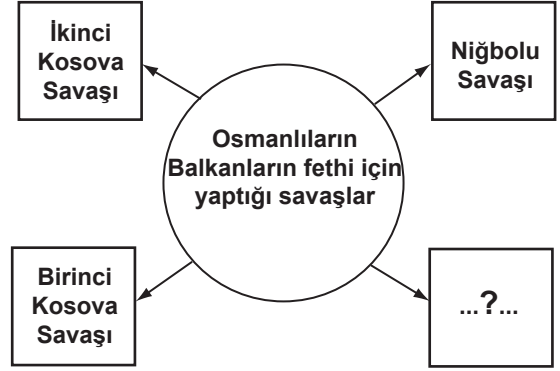 İkinci
Kosova
Savaşı
Niğbolu
Savaşı
Osmanlıların
Balkanların fethi için
yaptığı savaşlar
Birinci
Kosova
Savaşı
...?...